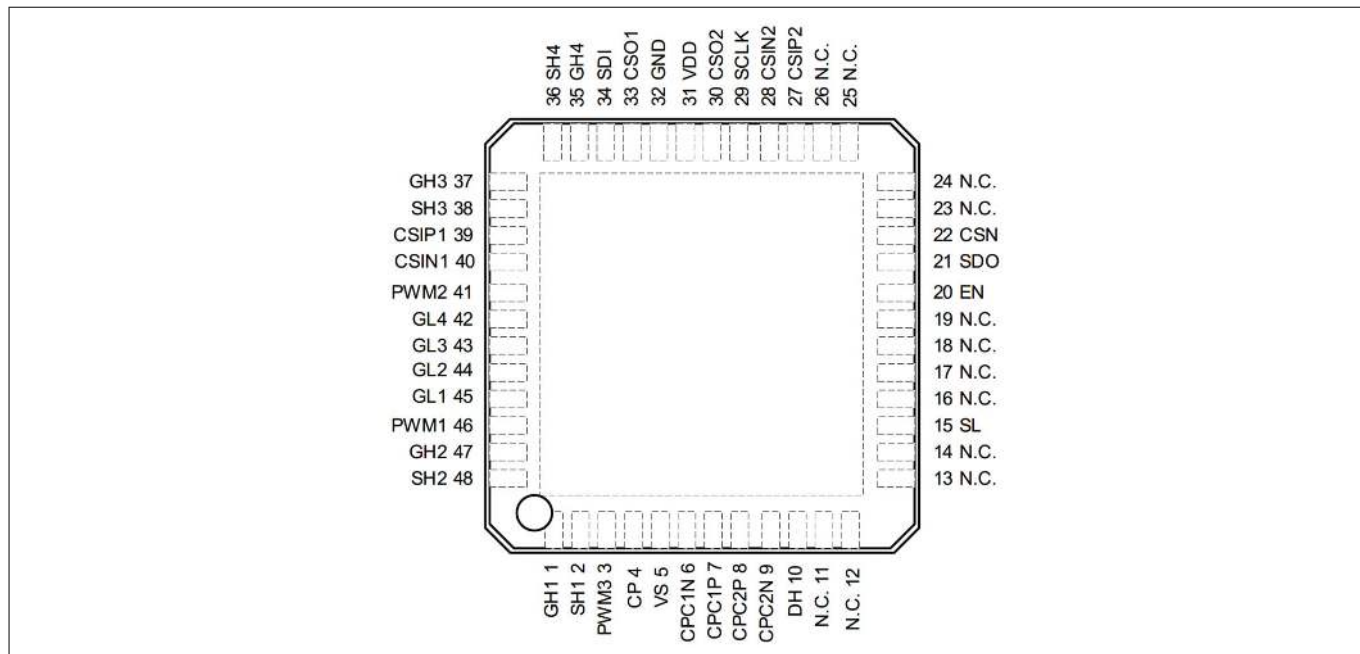 36 SH4
35 GH4
34 SDI
33 CSO1
32 GND
31 VDD
30 CSO2
29 SCLK
28 CSIN2
27 CSIP2
26 N.C.
25 N.C.
GH3 37
SH3 38
CSIP1 39
CSIN1 40
PWM2 41
GL4 42
GL3 43
GL2 44
GL1 45
PWM1 46
GH2 47
SH2 48
24 N.C.
23 N.C.
22 CSN
21 SDO
20 EN
19 N.C.
18 N.C.
17 N.C.
16 N.C.
15 SL
14 N.C.
13 N.C.
GH1 1
SH1 2
PWM3 3
CP 4
VS 5
CPC1N 6
CPC1P 7
CPC2P 8
CPC2N 9
DH 10
N.C. 11
N.C. 12